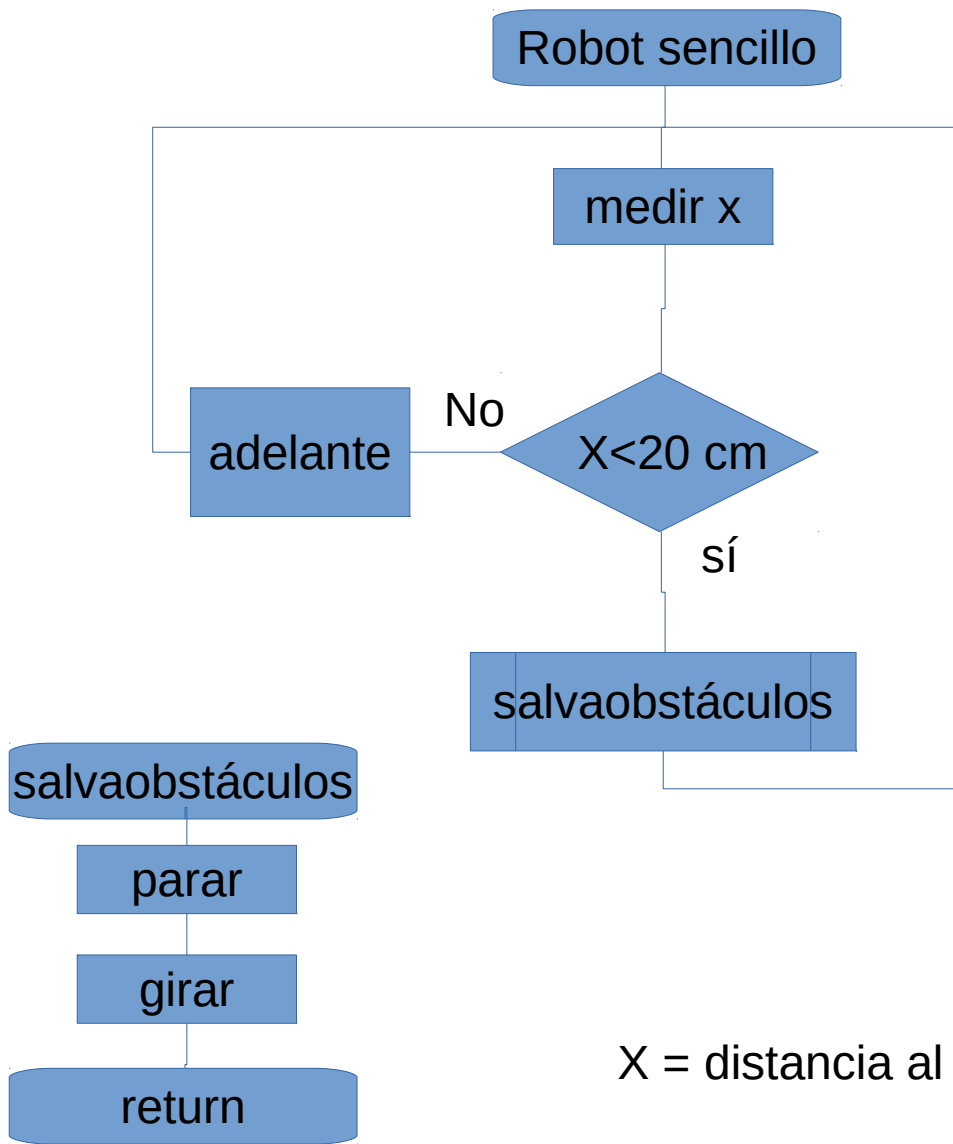 Robot sencillo
medir x
No
adelante
X<20 cm
sí
salvaobstáculos
salvaobstáculos
parar
girar
return
X = distancia al